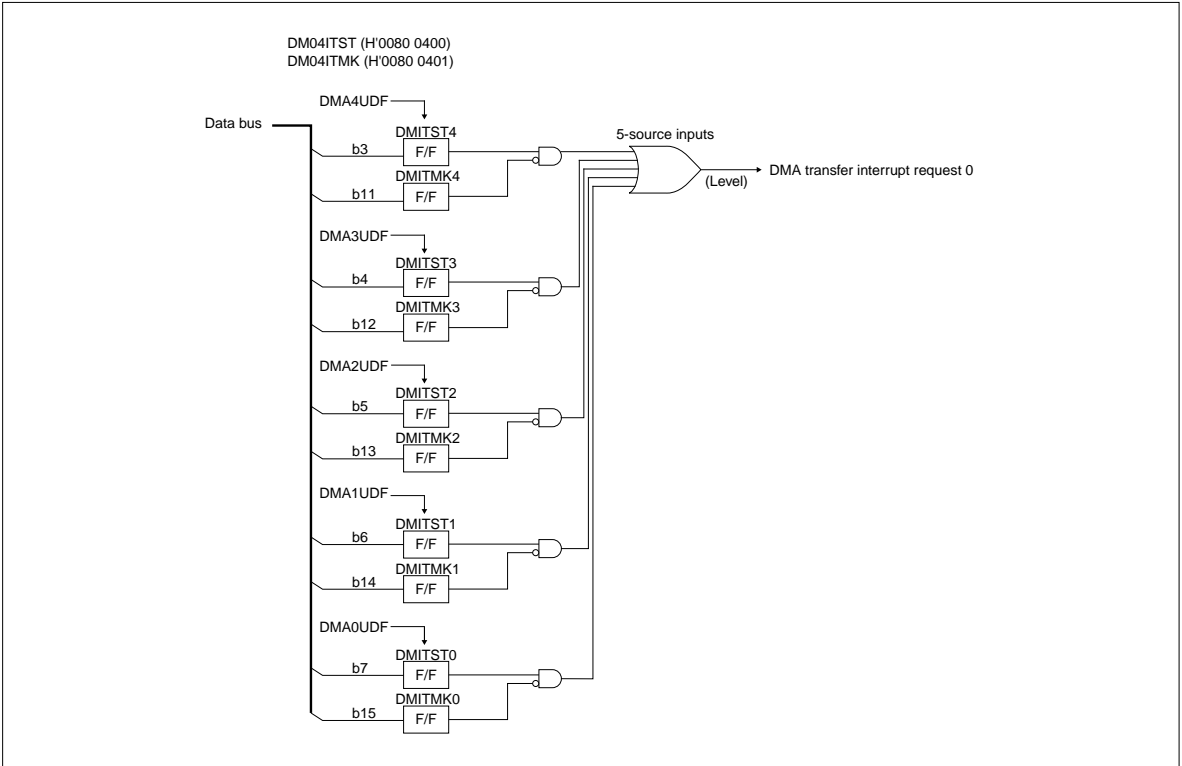 DM04ITST (H'0080 0400)
DM04ITMK (H'0080 0401)
DMA4UDF
Data bus
DMITST4
5-source inputs
b3
F/F
DMA transfer interrupt request 0
(Level)
DMITMK4
b11
F/F
DMA3UDF
DMITST3
b4
F/F
DMITMK3
b12
F/F
DMA2UDF
DMITST2
b5
F/F
DMITMK2
b13
F/F
DMA1UDF
DMITST1
b6
F/F
DMITMK1
b14
F/F
DMA0UDF
DMITST0
b7
F/F
DMITMK0
b15
F/F